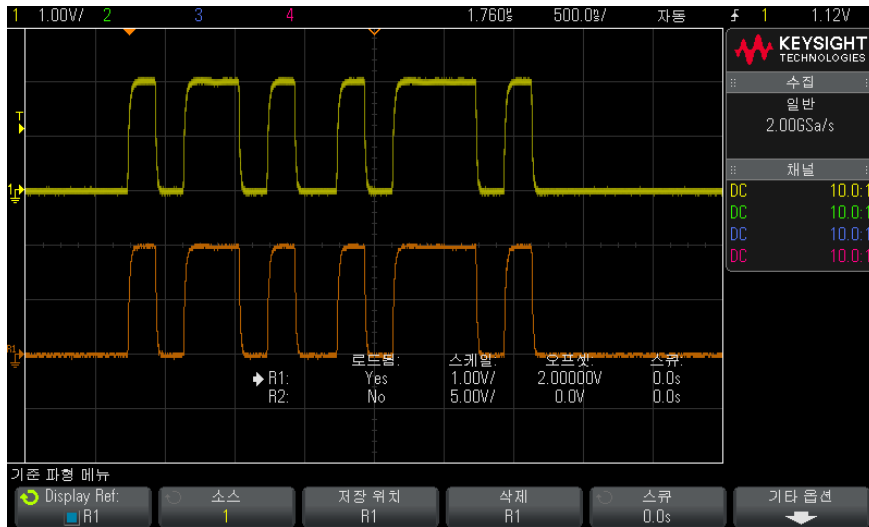 1 1.00V/ 2 3 4 1.760º 500.0º/ 자동 1 1.12V
KEYSIGHT
TECHNOLOGIES
수집
일반
2.00GSa/s
채널
DC 10.0:1
DC 10.0:1
DC 10.0:1
DC 10.0:1
T
1
R1
로드됨: 스케일: 오프셋: 스큐:
R1: Yes 1.00V/ 2.00000V 0.0s
R2: No 5.00V/ 0.0V 0.0s
기준 파형 메뉴
Display Ref: 소스 저장 위치 삭제 스큐 기타 옵션
R1 1 R1 R1 0.0s